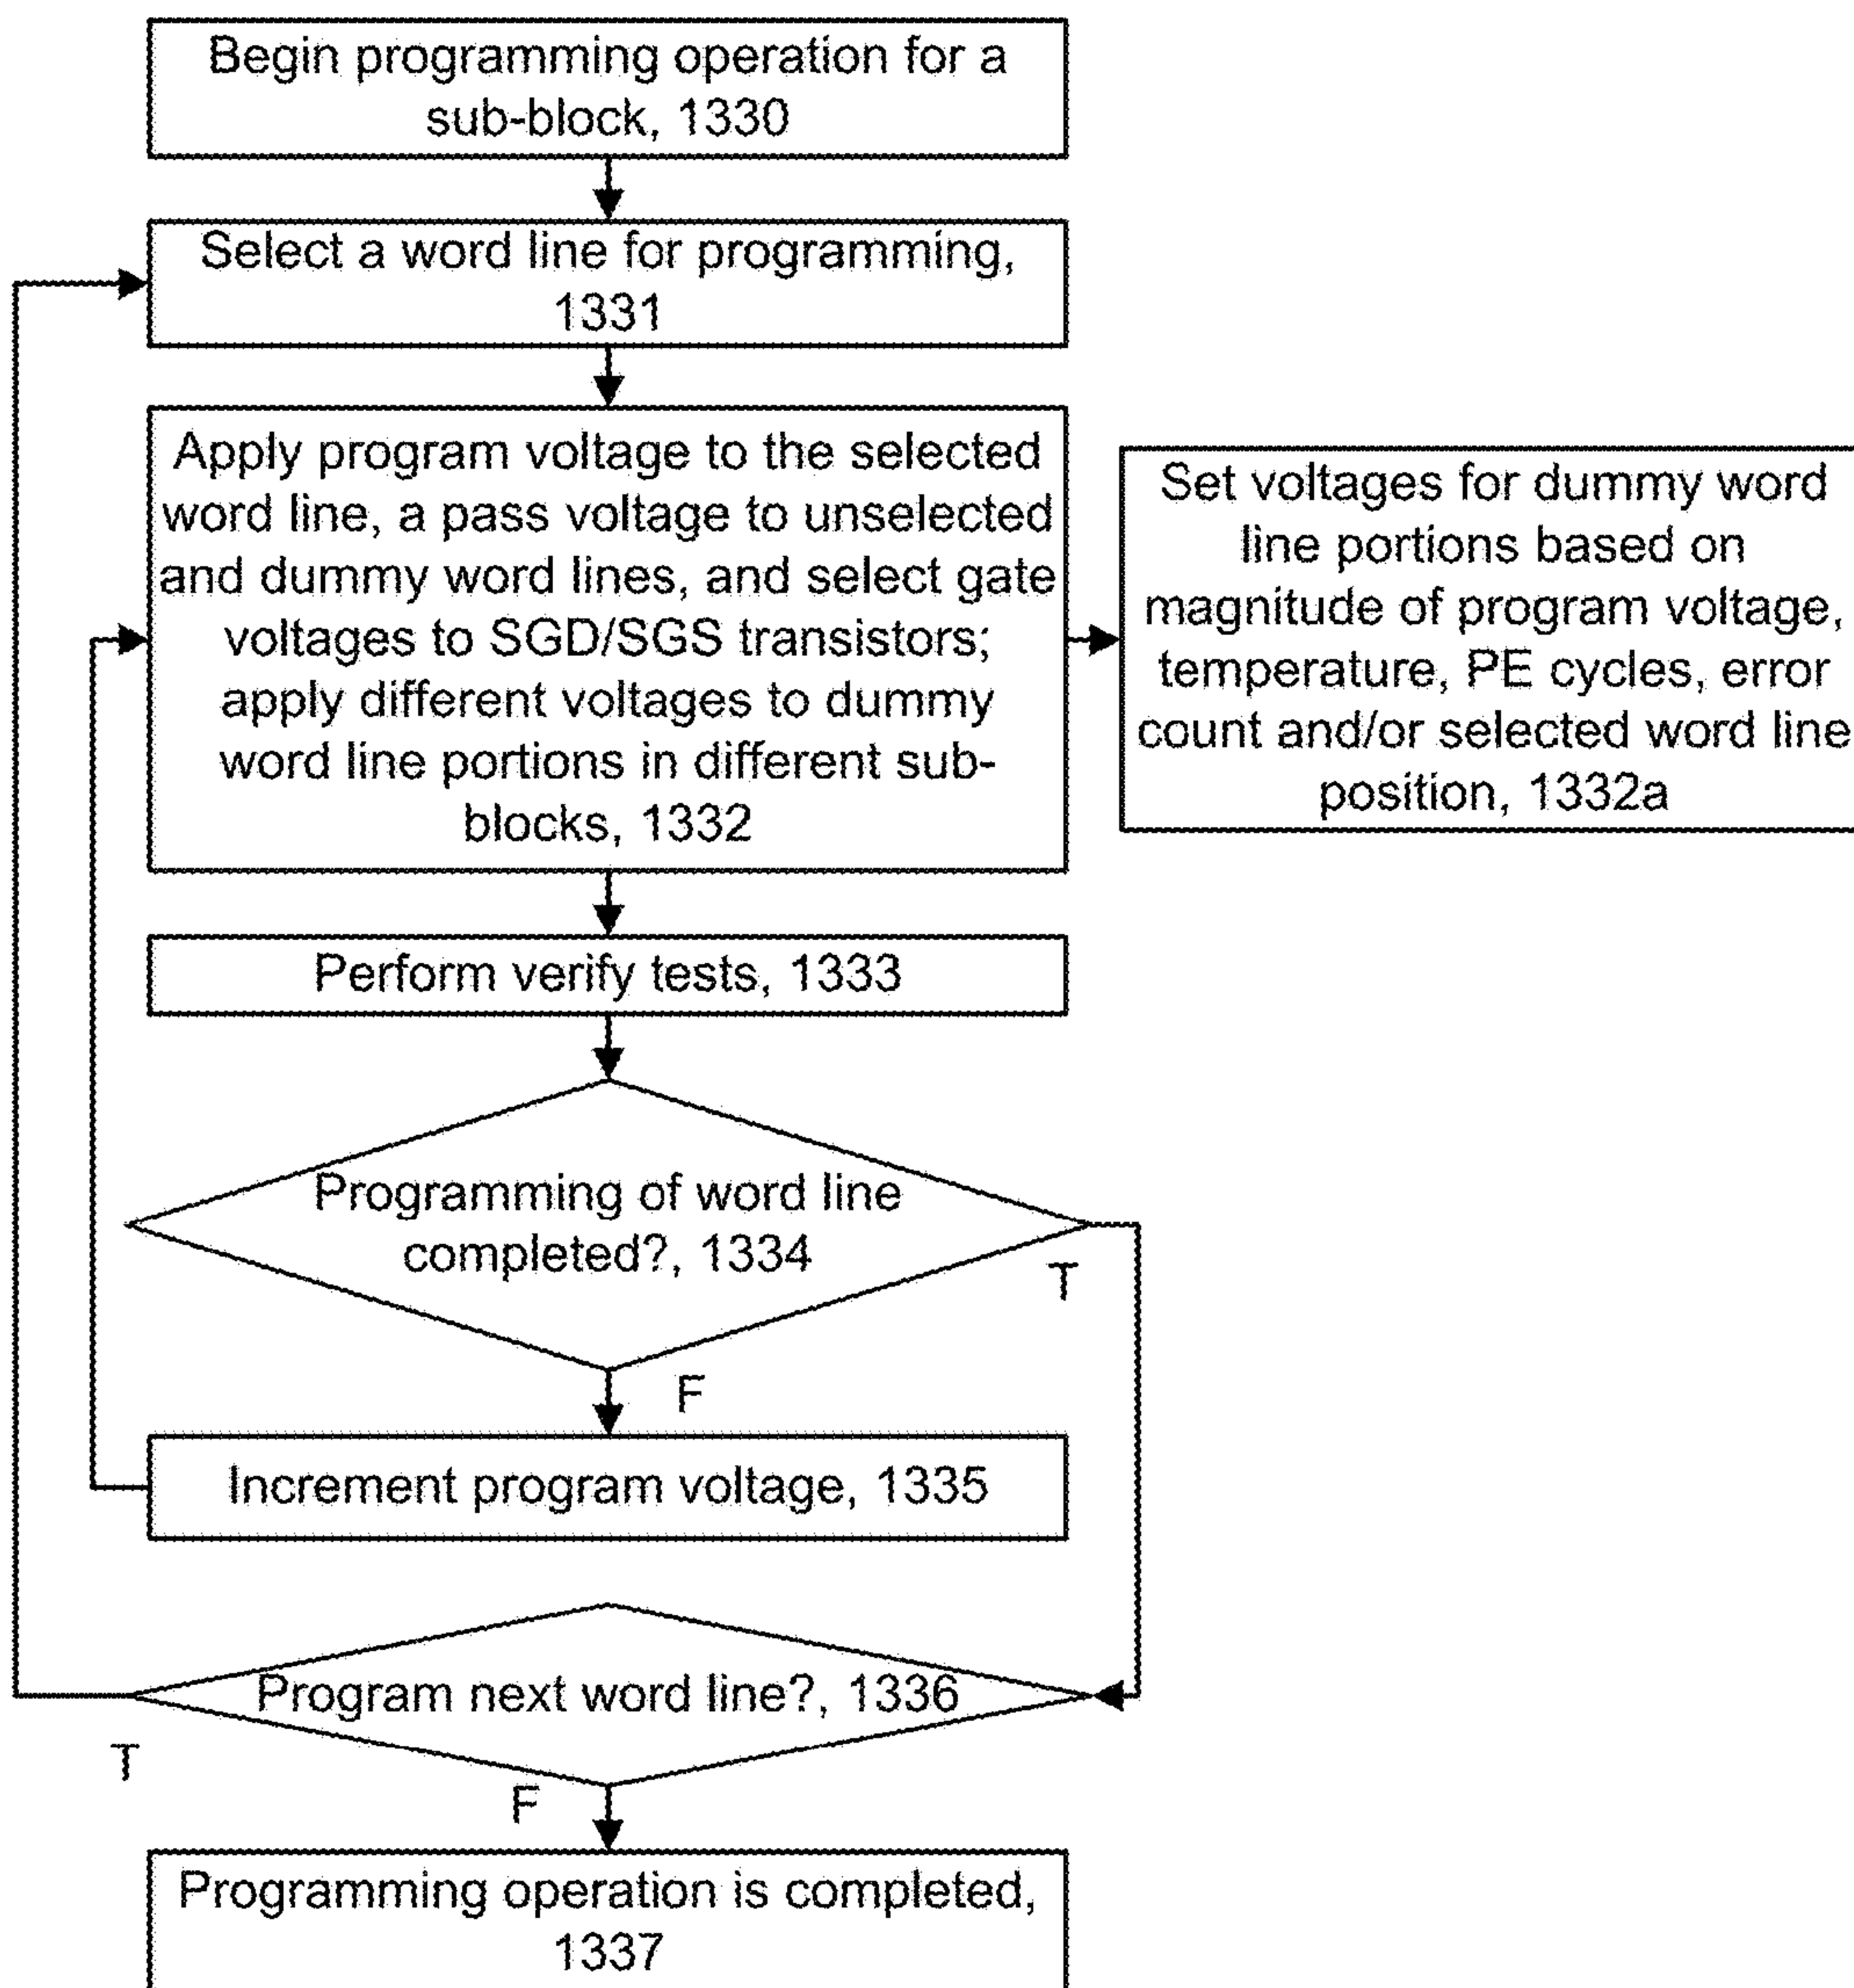 Begin programming operation for a
sub-block, 1330
Select a word line for programming,
1331
Apply program voltage to the selected
word line, a pass voltage to unselected
and dummy word lines, and select gate
voltages to SGD/SGS transistors;
apply different voltages to dummy
word line portions in different sub-
blocks, 1332
Set voltages for dummy word
line portions based on
magnitude of program voltage,
temperature, PE cycles, error
count and/or selected word line
position, 1332a
Perform verify tests, 1333
Programming of word line
completed?, 1334
T
F
Increment program voltage, 1335
Program next word line?, 1336
T
F
Programming operation is completed,
1337